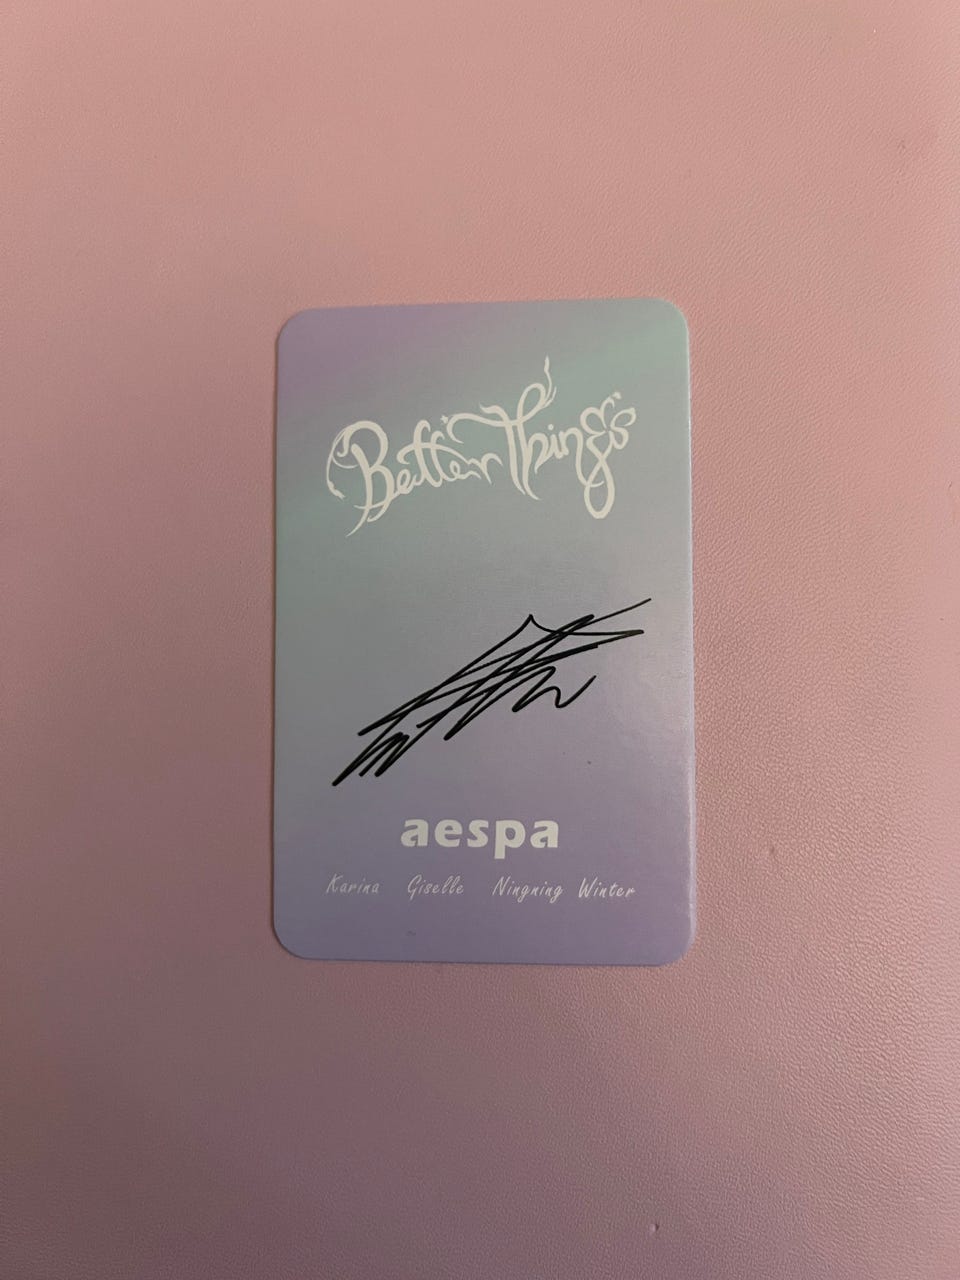 Better Things
aespa
Karina Giselle Ningning Winter